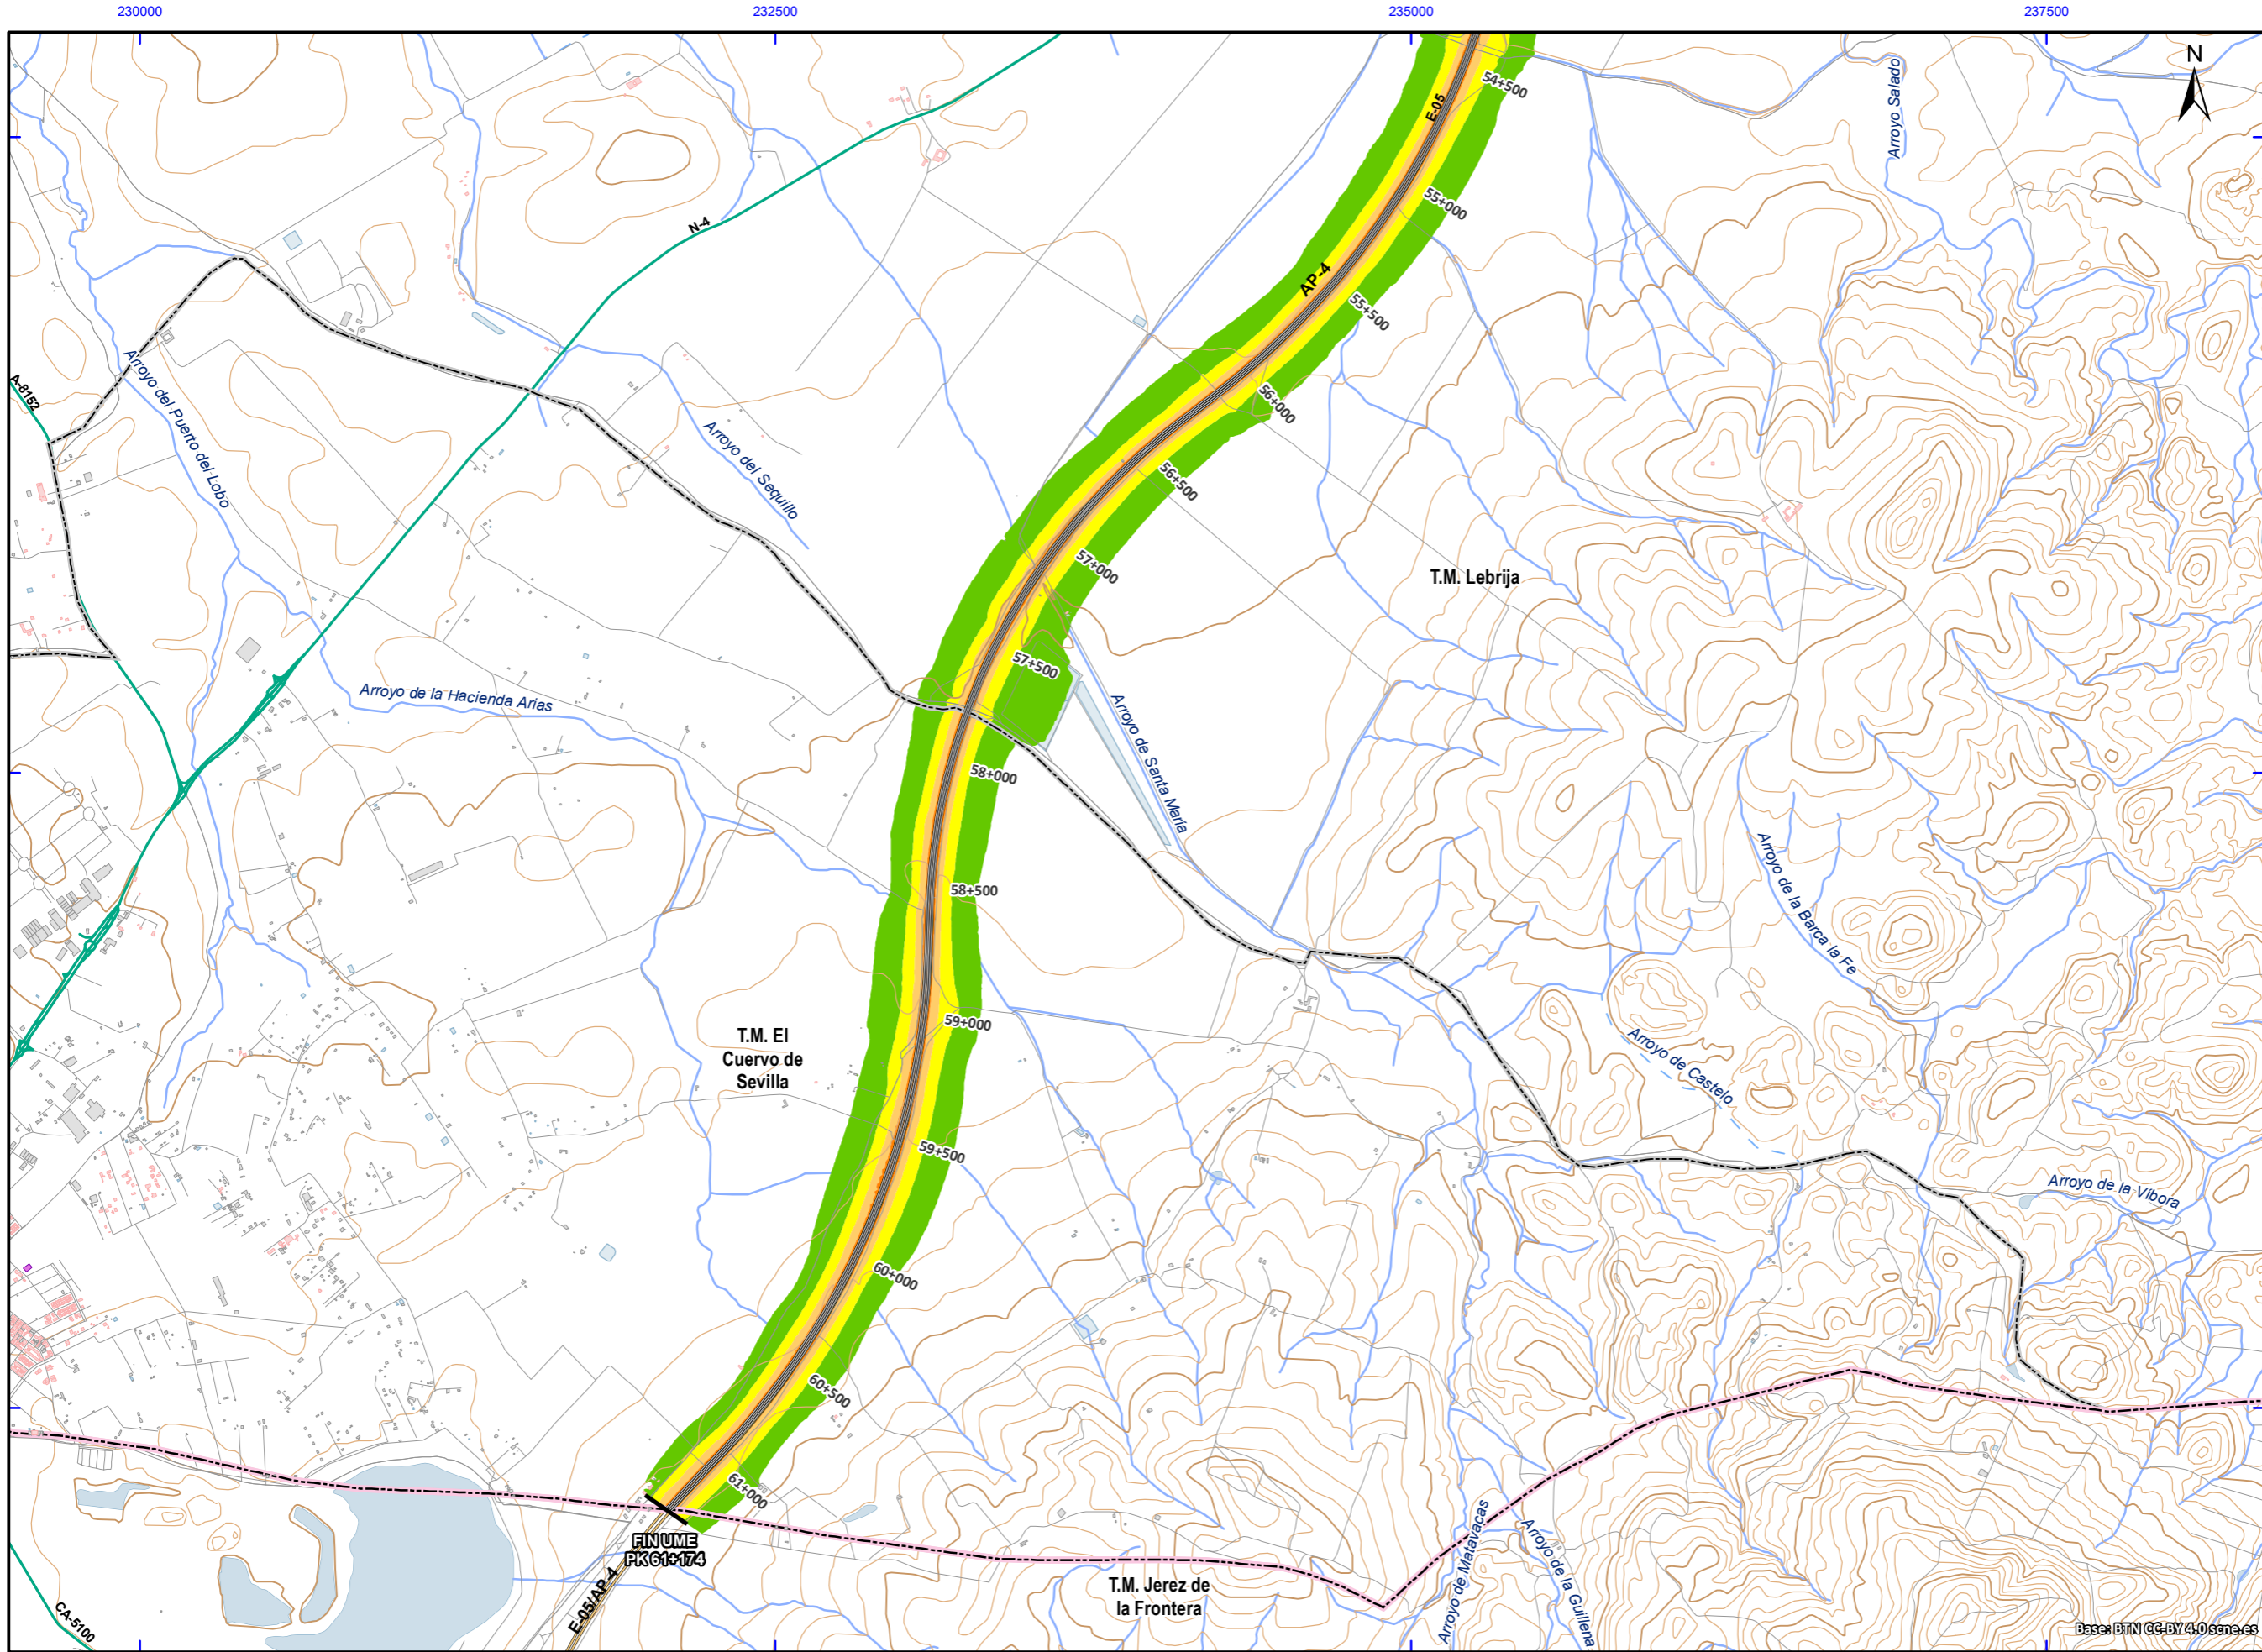 230000
232500
235000
237500
N
54+500
E-05
Arroyo Salado
55+000
N-4
AP-4
55+500
A-8152
Arroyo del Puerto del Lobo
56+000
Arroyo del Sequillo
56+500
57+000
T.M. Lebrija
57+500
Arroyo de la Hacienda Arias
Arroyo de Santa María
58+000
58+500
Arroyo de la Barca la Fe
59+000
T.M. El
Cuervo de
Sevilla
Arroyo de Castelo
59+500
Arroyo de la Víbora
60+000
60+500
61+000
FIN UME
PK 61+174
E-05/AP-4
T.M. Jerez de
la Frontera
Arroyo de Matavacas
Arroyo de la Guillena
CA-5100
Base: BTN CC-BY 4.0 scne.es